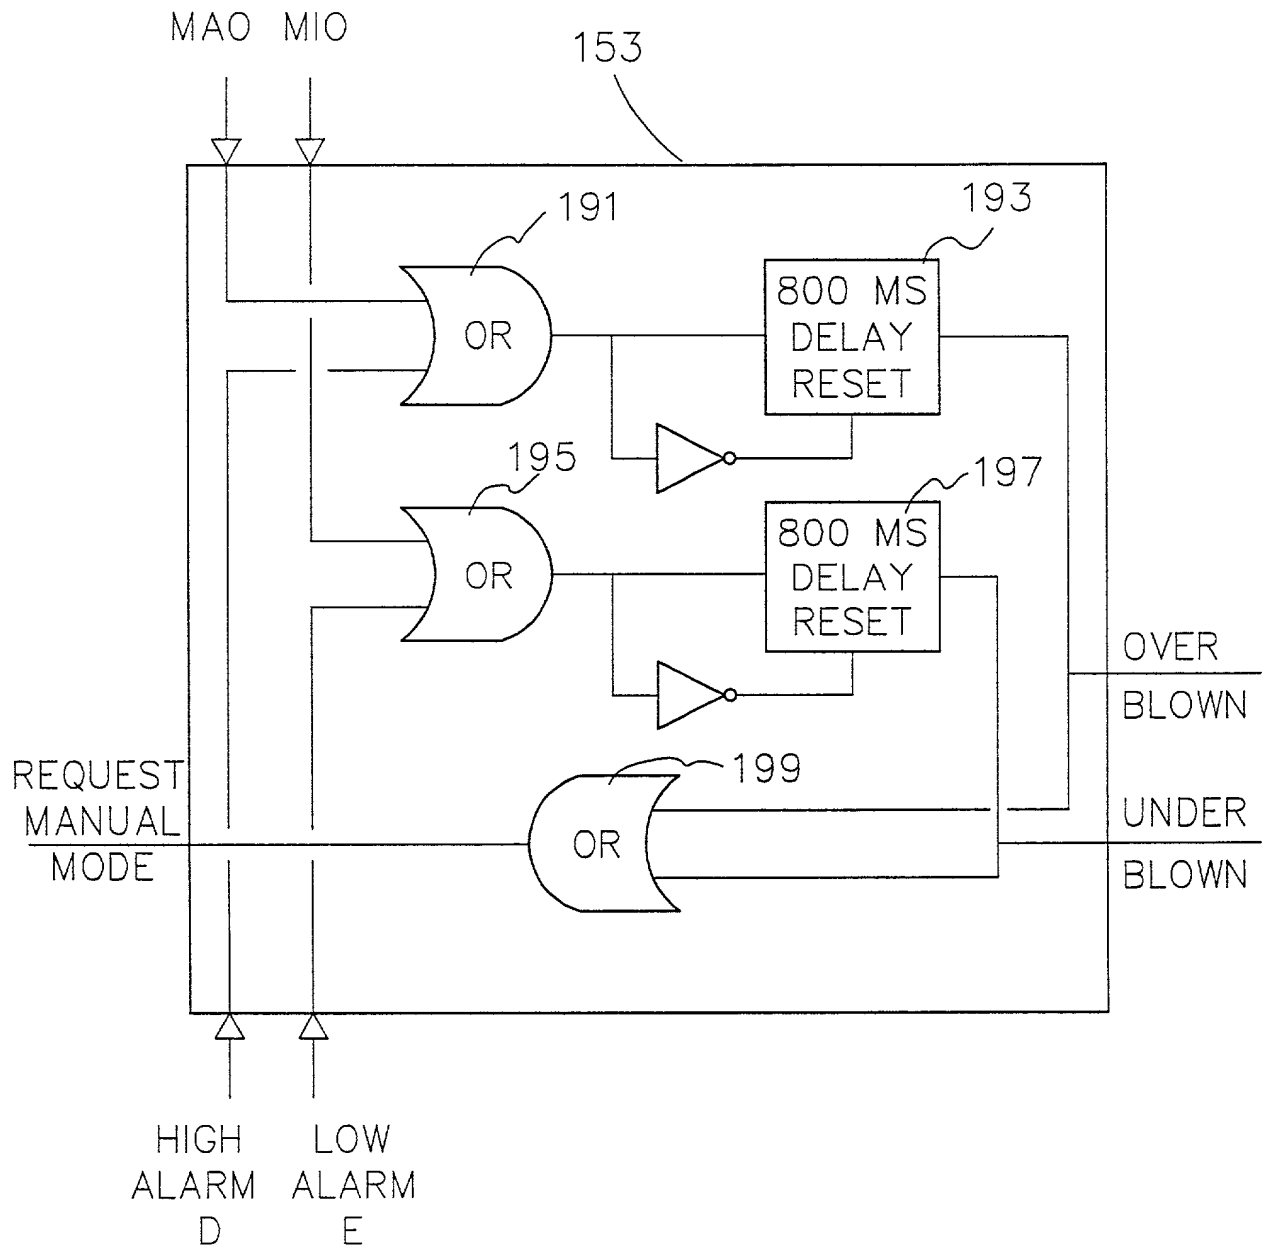 MAO MIO
153
191
193
OR
800 MS
DELAY
RESET
195
197
OR
800 MS
DELAY
RESET
OVER
BLOWN
199
REQUEST
MANUAL
MODE
OR
UNDER
BLOWN
HIGH
ALARM
D
LOW
ALARM
E